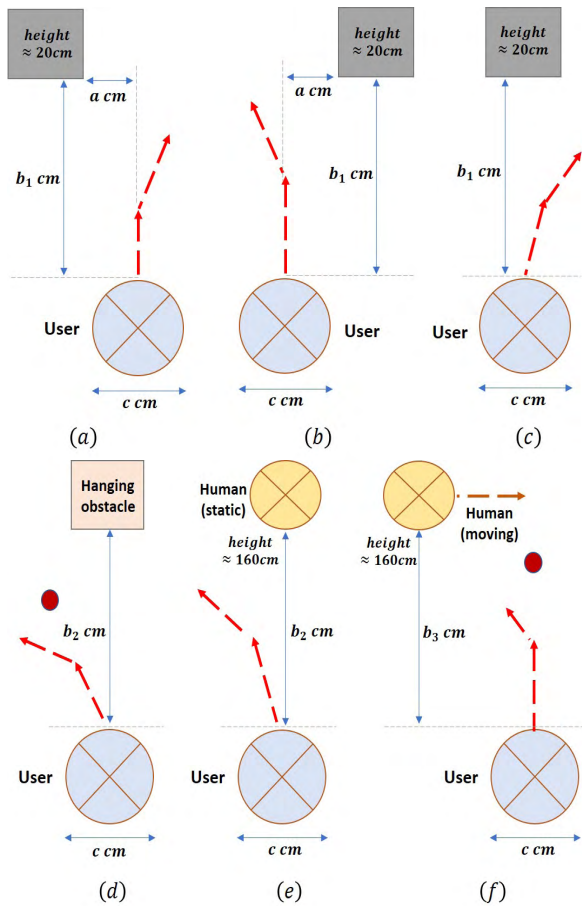 height
≈ 20cm
a cm
b₁ cm
User
c cm
(a)
height
≈ 20cm
a cm
b₁ cm
User
c cm
(b)
height
≈ 20cm
b₁ cm
User
c cm
(c)
Hanging
obstacle
b₂ cm
User
c cm
(d)
Human
(static)
height
≈ 160cm
b₂ cm
User
c cm
(e)
Human
(moving)
height
≈ 160cm
b₃ cm
User
c cm
(f)